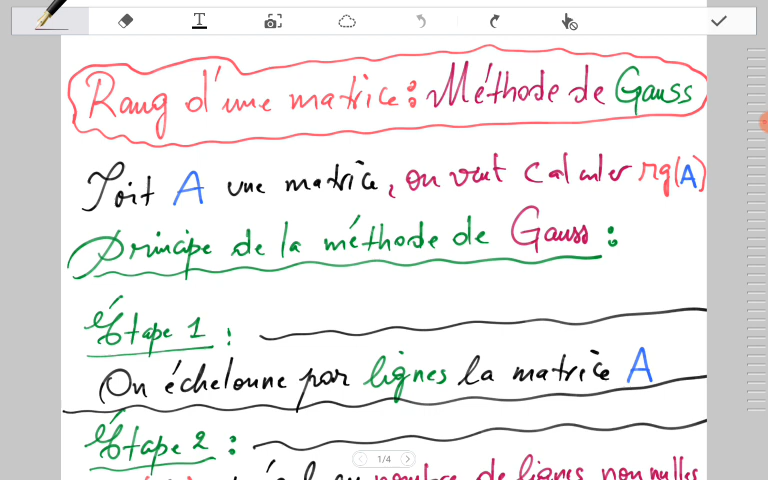 T
Rang d'une matrice: Méthode de Gauss
Soit A une matrice, on veut calculer rg(A)
principe de la méthode de Gauss :
Étape 1 :
On échelonne par lignes la matrice A
Étape 2 :
1/4
nombre de lignes non nulles